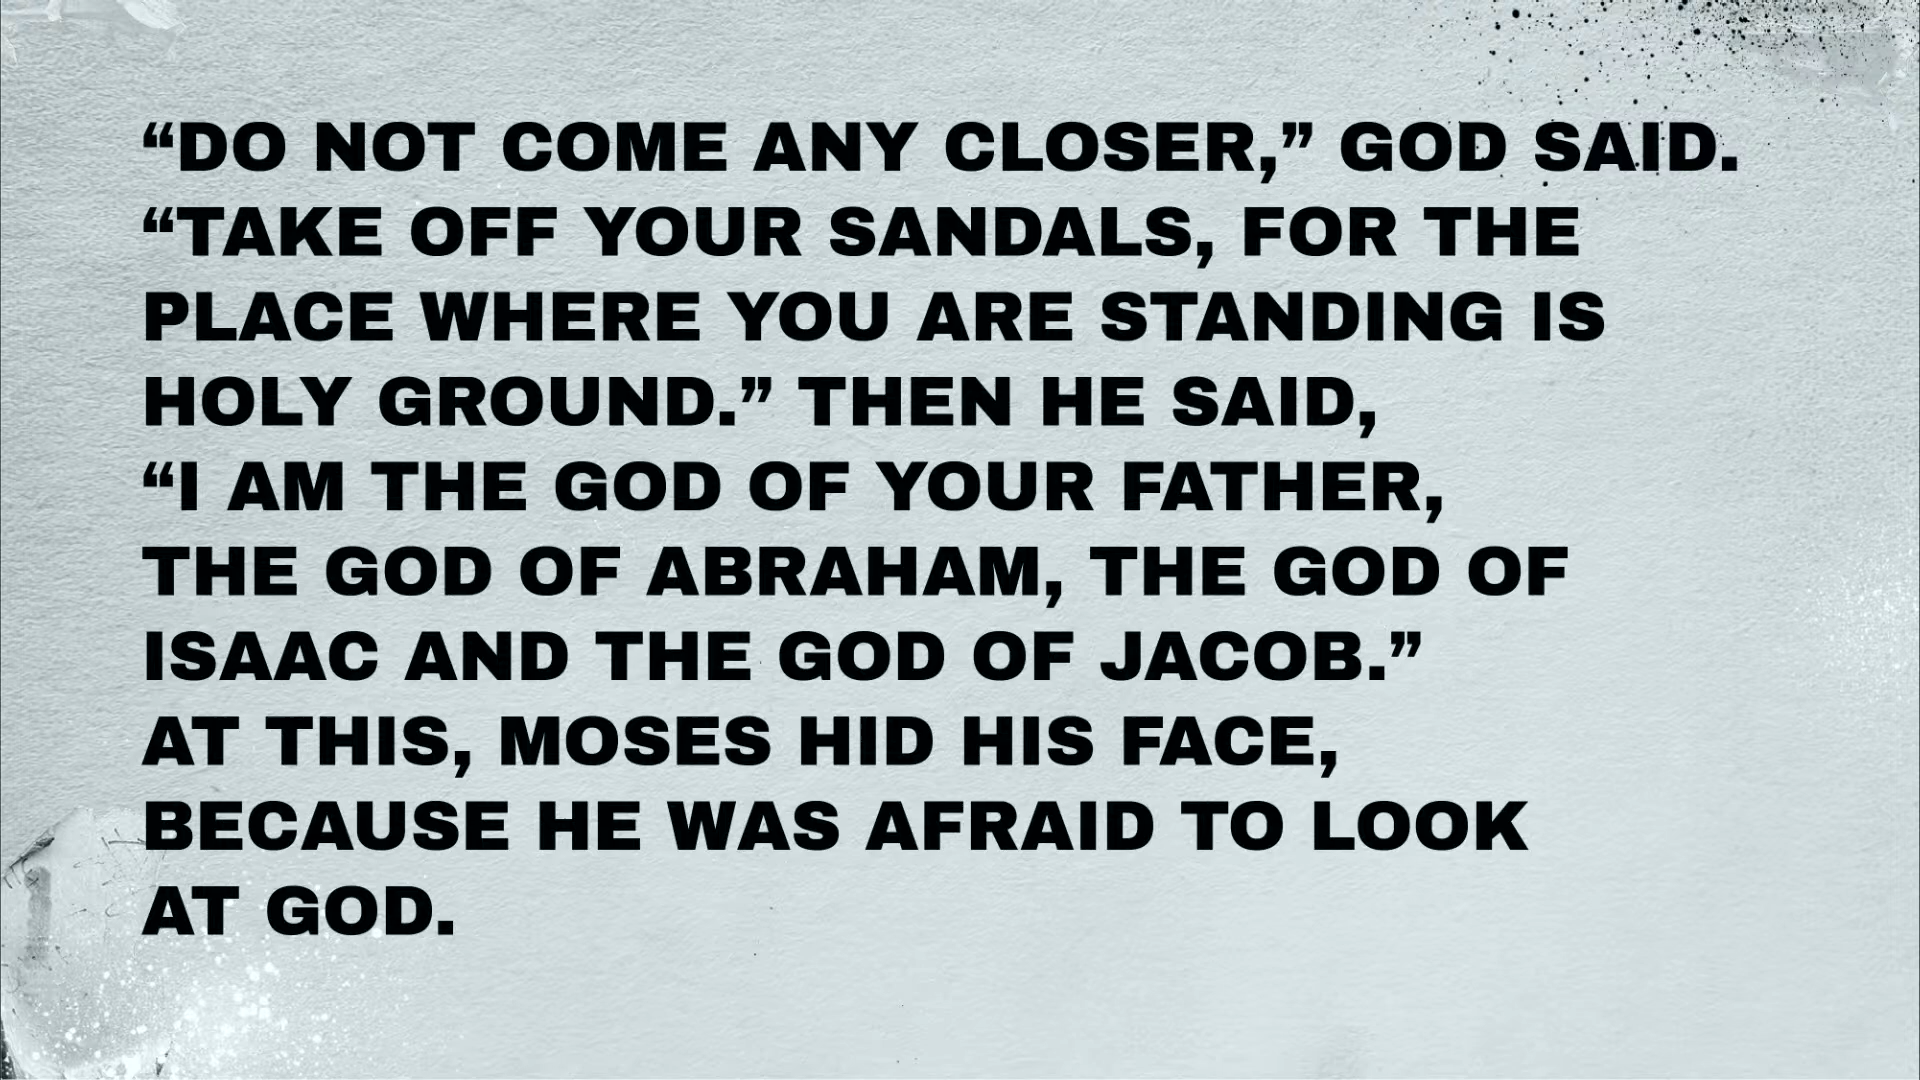 “DO NOT COME ANY CLOSER,” GOD SAID.
“TAKE OFF YOUR SANDALS, FOR THE
PLACE WHERE YOU ARE STANDING IS
HOLY GROUND.” THEN HE SAID,
“I AM THE GOD OF YOUR FATHER,
THE GOD OF ABRAHAM, THE GOD OF
ISAAC AND THE GOD OF JACOB.”
AT THIS, MOSES HID HIS FACE,
BECAUSE HE WAS AFRAID TO LOOK
AT GOD.